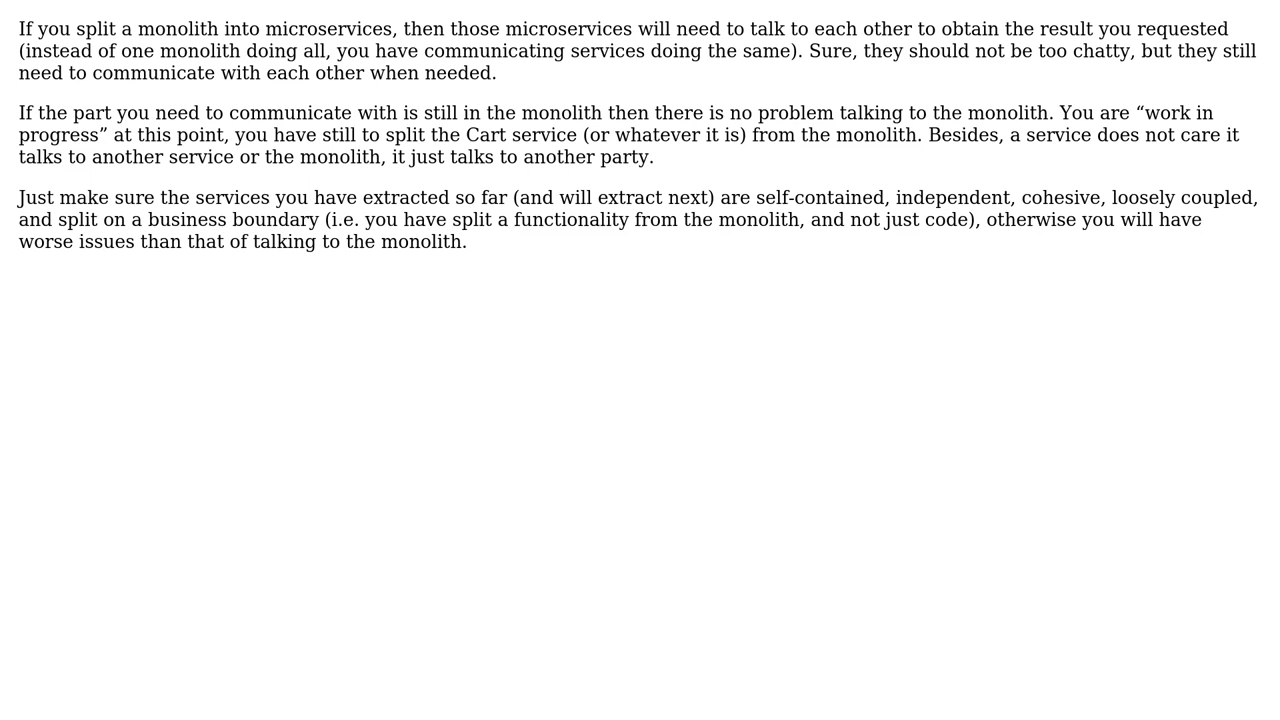 If you split a monolith into microservices, then those microservices will need to talk to each other to obtain the result you requested
(instead of one monolith doing all, you have communicating services doing the same). Sure, they should not be too chatty, but they still
need to communicate with each other when needed.
If the part you need to communicate with is still in the monolith then there is no problem talking to the monolith. You are “work in
progress” at this point, you have still to split the Cart service (or whatever it is) from the monolith. Besides, a service does not care it
talks to another service or the monolith, it just talks to another party.
Just make sure the services you have extracted so far (and will extract next) are self-contained, independent, cohesive, loosely coupled,
and split on a business boundary (i.e. you have split a functionality from the monolith, and not just code), otherwise you will have
worse issues than that of talking to the monolith.